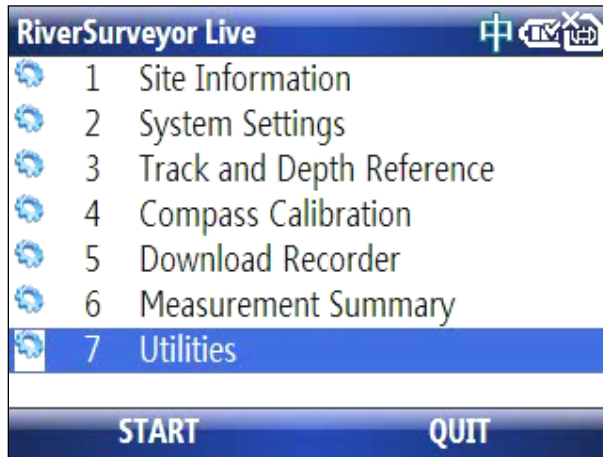 RiverSurveyor Live 中
1 Site Information
2 System Settings
3 Track and Depth Reference
4 Compass Calibration
5 Download Recorder
6 Measurement Summary
7 Utilities
START QUIT